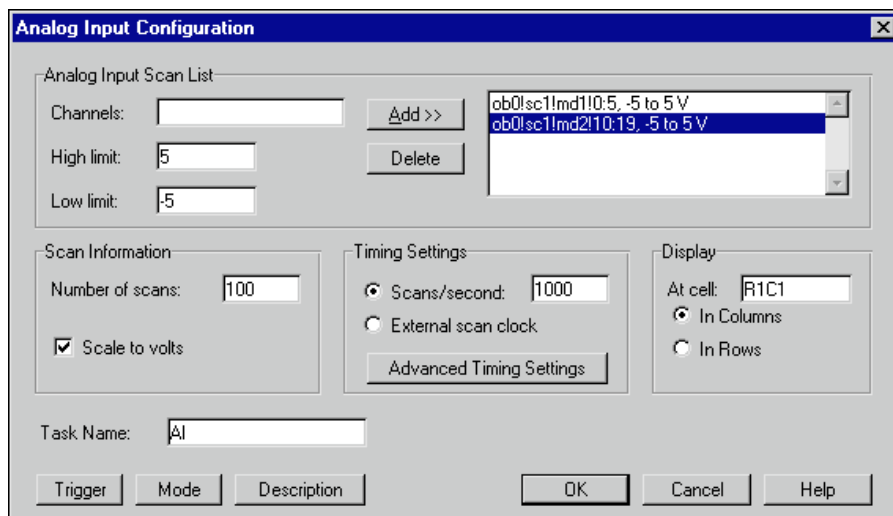 Analog Input Configuration
Analog Input Scan List
Channels:
Add >>
ob0!sc1!md1!0:5, -5 to 5 V
ob0!sc1!md2!10:19, -5 to 5 V
High limit: 5
Delete
Low limit: -5
Scan Information
Number of scans: 100
Scale to volts
Timing Settings
Scans/second: 1000
External scan clock
Advanced Timing Settings
Display
At cell: R1C1
In Columns
In Rows
Task Name: AI
Trigger Mode Description OK Cancel Help